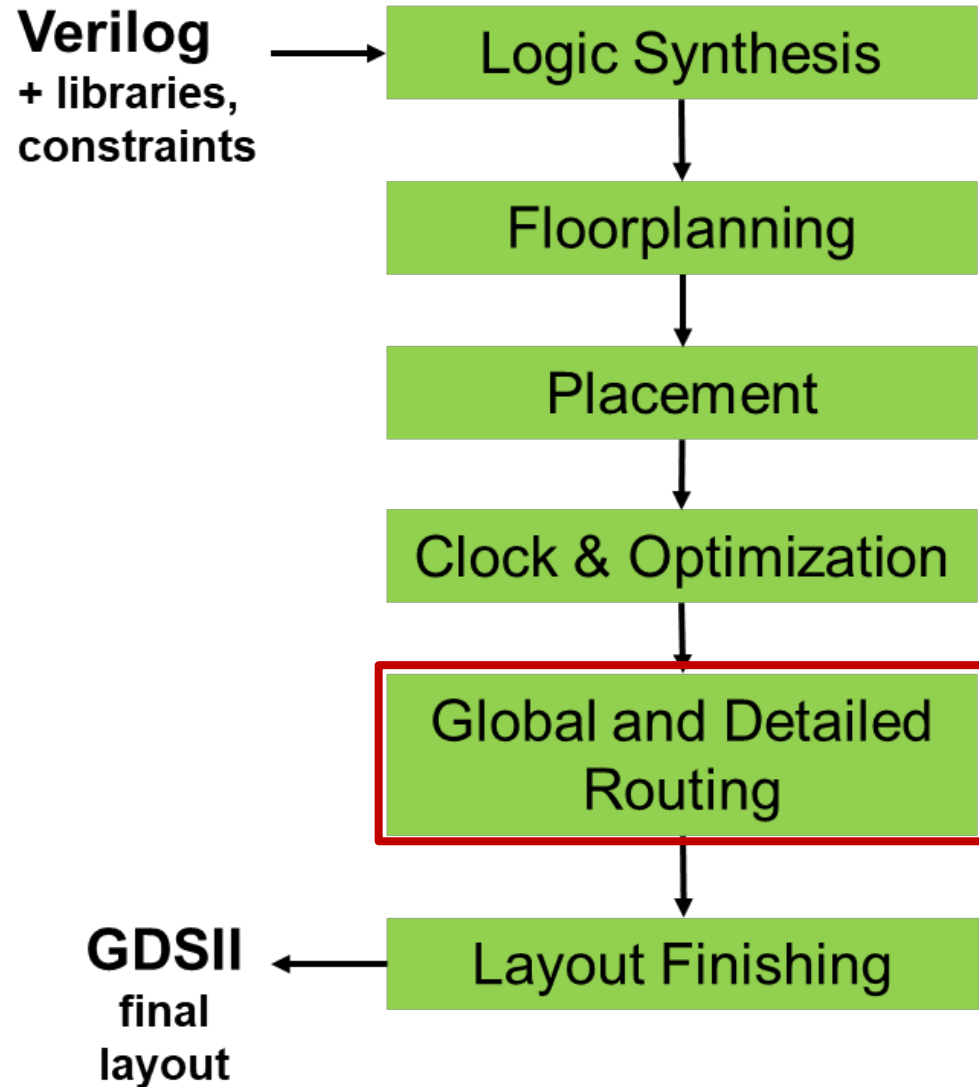 Verilog
+ libraries,
constraints
Logic Synthesis
Floorplanning
Placement
Clock & Optimization
Global and Detailed
Routing
Layout Finishing
GDSII
final
layout